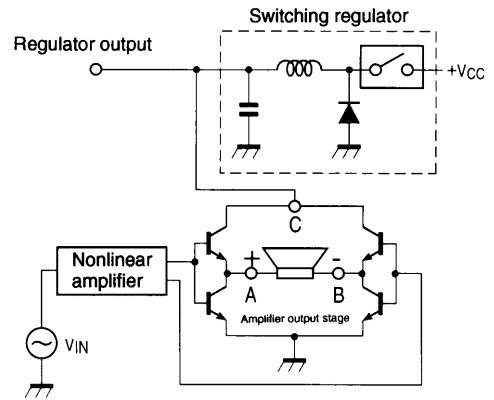 Switching regulator
Regulator output
+VCC
C
Nonlinear
amplifier
+
-
A
B
Amplifier output stage
VIN